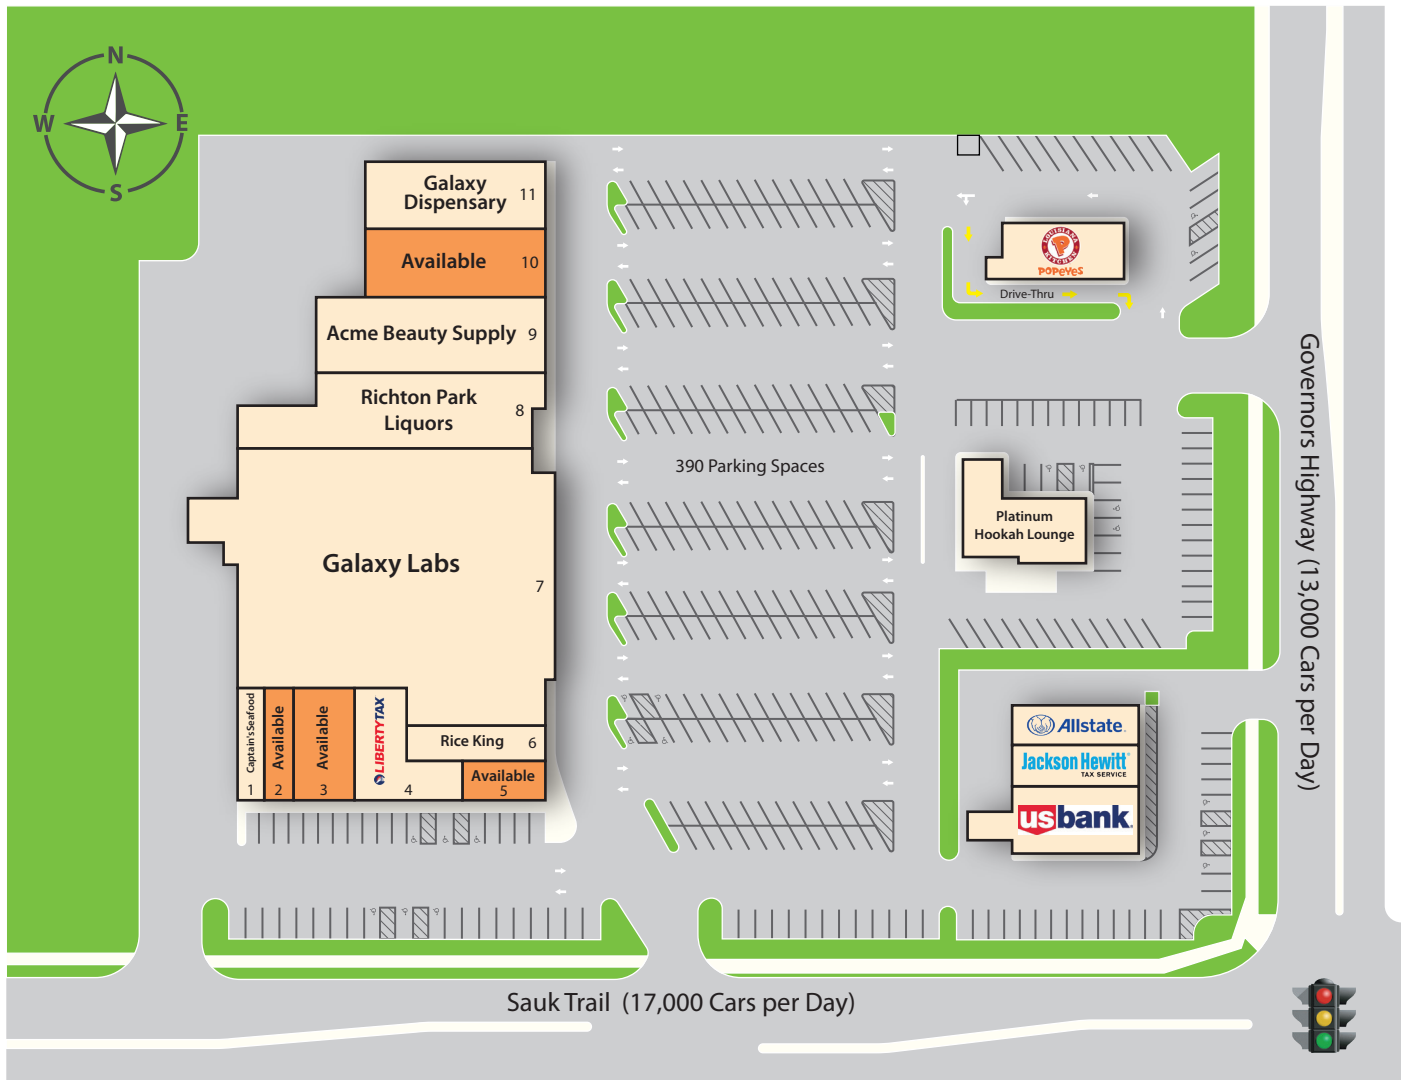 N
W
E
S
Galaxy
Dispensary
11
Available
10
Acme Beauty Supply
9
Richton Park
Liquors
8
Galaxy Labs
7
Captain's Seafood
1
Available
2
Available
3
LIBERTY TAX
4
Rice King
6
Available
5
390 Parking Spaces
LOUISIANA
KITCHEN
POPEYES
Drive-Thru
Platinum
Hookah Lounge
Allstate
Jackson Hewitt
TAX SERVICE
usbank
Governors Highway (13,000 Cars per Day)
Sauk Trail (17,000 Cars per Day)